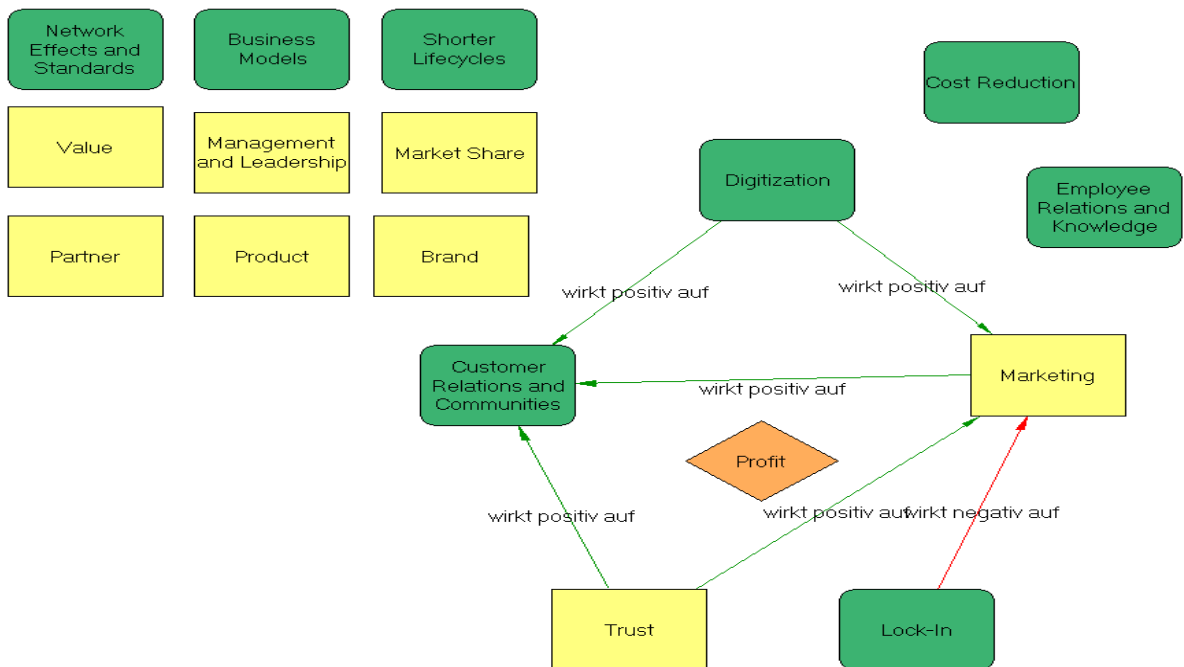 Network
Effects and
Standards
Business
Models
Shorter
Lifecycles
Cost Reduction
Value
Management
and Leadership
Market Share
Digitization
Employee
Relations and
Knowledge
Partner
Product
Brand
wirkt positiv auf
wirkt positiv auf
Customer
Relations and
Communities
Marketing
wirkt positiv auf
Profit
wirkt positiv auf
wirkt positiv auf
wirkt negativ auf
Trust
Lock-In